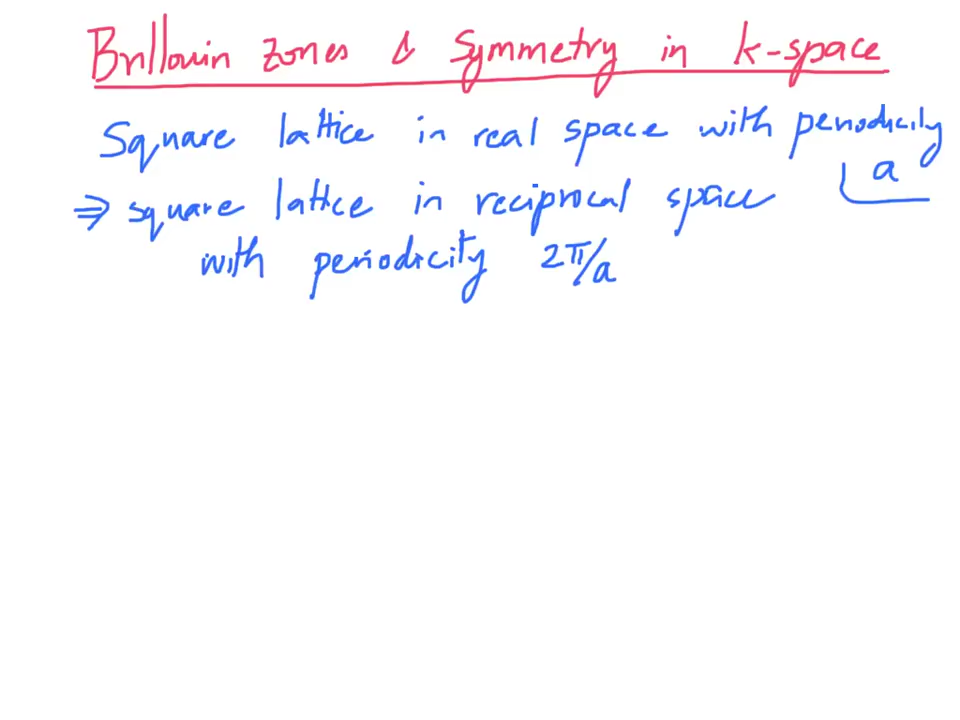 Brillouin zones & Symmetry in k-space
Square lattice in real space with periodicity
a
⇒ square lattice in reciprocal space
with periodicity 2π/a